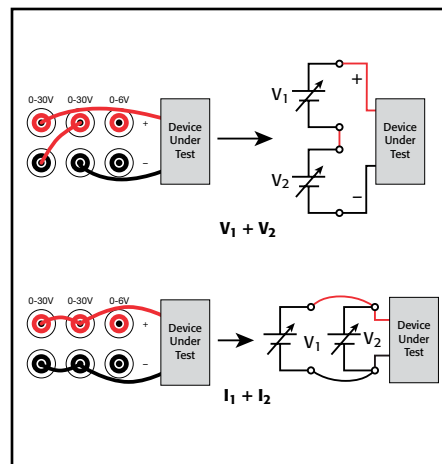 0-30V 0-30V 0-6V
+
−
Device
Under
Test
V1
+
V2
−
Device
Under
Test
V1 + V2
0-30V 0-30V 0-6V
+
−
Device
Under
Test
V1
V2
Device
Under
Test
I1 + I2